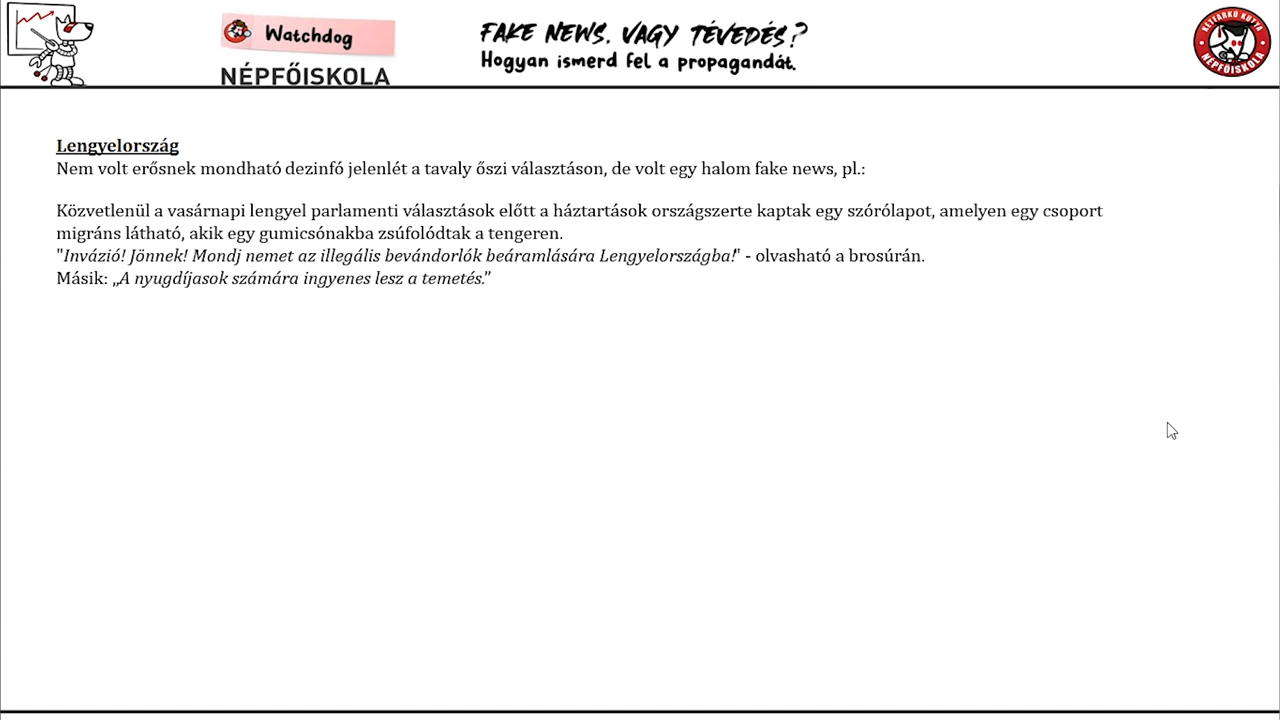 Watchdog
NÉPFŐISKOLA
FAKE NEWS, VAGY TÉVEDÉS?
Hogyan ismerd fel a propagandát.
KÉTFARKÚ KUTYA
NÉPFŐISKOLA
Lengyelország
Nem volt erősnek mondható dezinfó jelenlét a tavaly őszi választáson, de volt egy halom fake news, pl.:
Közvetlenül a vasárnapi lengyel parlamenti választások előtt a háztartások országszerte kaptak egy szórólapot, amelyen egy csoport
migráns látható, akik egy gumicsónakba zsúfolódtak a tengeren.
"Invázió! Jönnek! Mondj nemet az illegális bevándorlók beáramlására Lengyelországba!" - olvasható a brosúrán.
Másik: „A nyugdíjasok számára ingyenes lesz a temetés.”